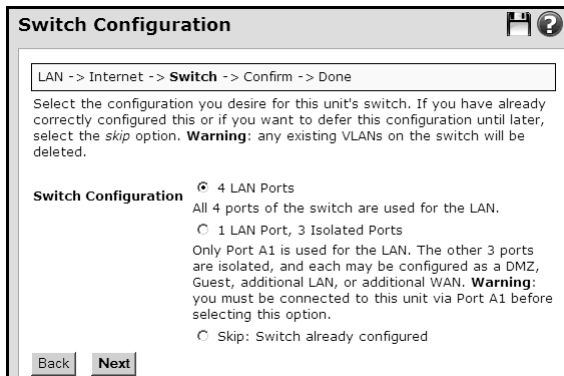 Switch Configuration
LAN -> Internet -> Switch -> Confirm -> Done
Select the configuration you desire for this unit's switch. If you have already
correctly configured this or if you want to defer this configuration until later,
select the skip option. Warning: any existing VLANs on the switch will be
deleted.
Switch Configuration
4 LAN Ports
All 4 ports of the switch are used for the LAN.
1 LAN Port, 3 Isolated Ports
Only Port A1 is used for the LAN. The other 3 ports
are isolated, and each may be configured as a DMZ,
Guest, additional LAN, or additional WAN. Warning:
you must be connected to this unit via Port A1 before
selecting this option.
Skip: Switch already configured
Back Next